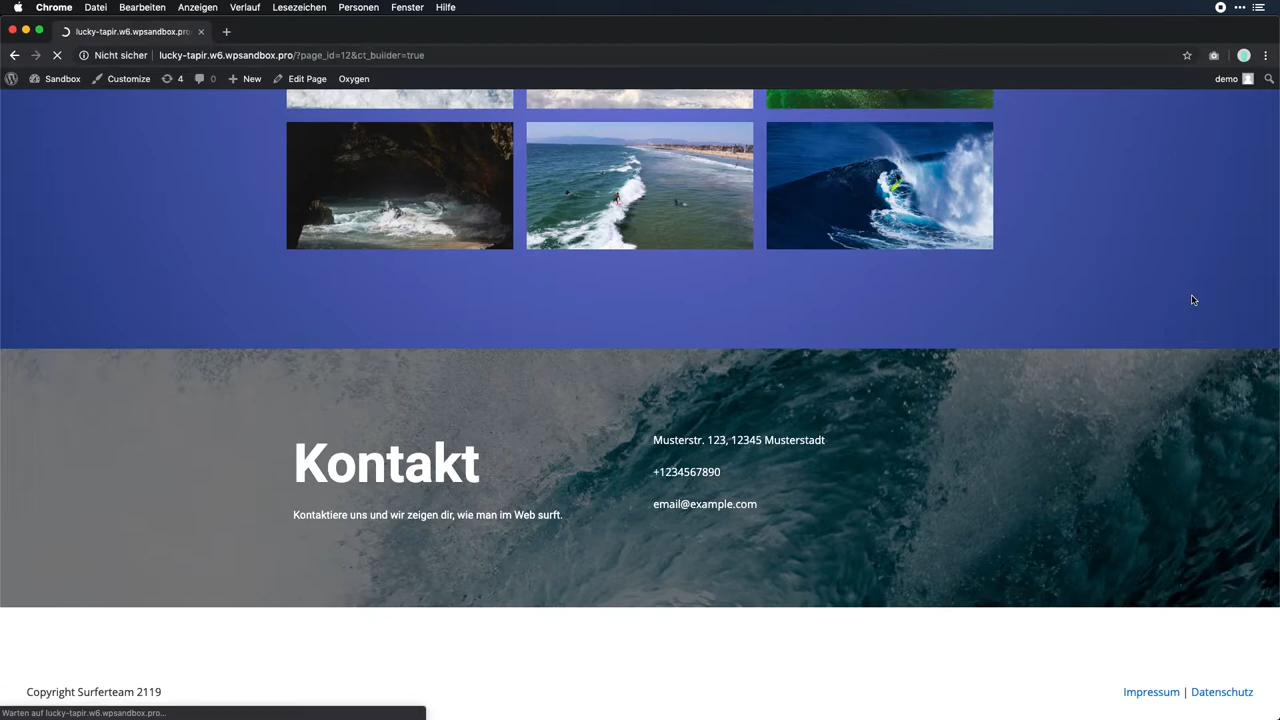 Chrome Datei Bearbeiten Anzeigen Verlauf Lesezeichen Personen Fenster Hilfe
lucky-tapir.w6.wpsandbox.pro
Nicht sicher lucky-tapir.w6.wpsandbox.pro/?page_id=12&ct_builder=true
Sandbox Customize 4 0 New Edit Page Oxygen demo
Kontakt
Kontaktiere uns und wir zeigen dir, wie man im Web surft.
Musterstr. 123, 12345 Musterstadt
+1234567890
email@example.com
Copyright Surferteam 2119
Impressum | Datenschutz
Warten auf lucky-tapir.w6.wpsandbox.pro...